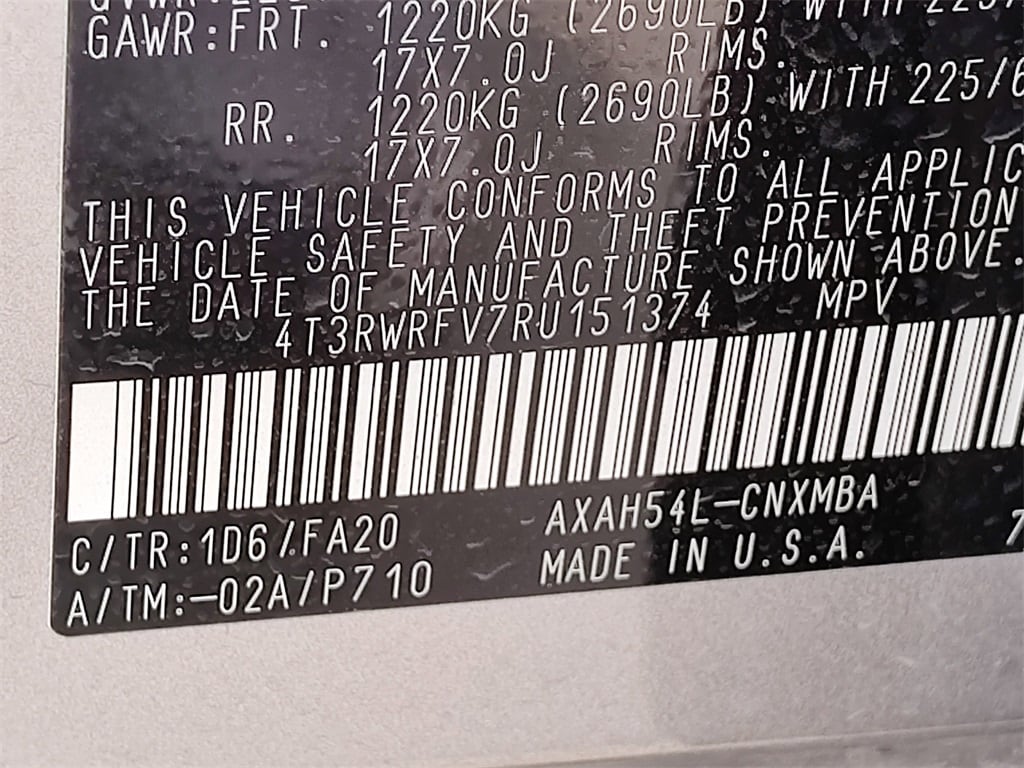 GAWR:FRT. 1220KG (2690LB) WITH 225/
17X7.0J RIMS.
RR. 1220KG (2690LB) WITH 225/6
17X7.0J RIMS.
THIS VEHICLE CONFORMS TO ALL APPLIC
VEHICLE SAFETY AND THEFT PREVENTION
THE DATE OF MANUFACTURE SHOWN ABOVE.
4T3RWRFV7RU151374 MPV
C/TR:1D6/FA20 AXAH54L-CNXMBA
A/TM:-02A/P710 MADE IN U.S.A. 7